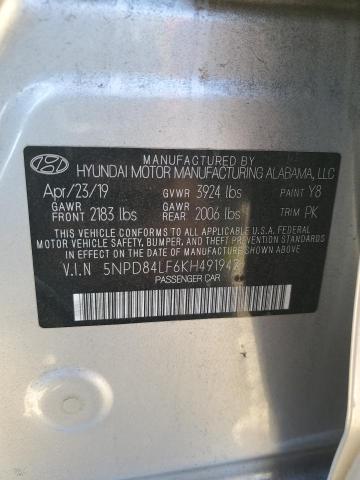 MANUFACTURED BY
HYUNDAI MOTOR MANUFACTURING ALABAMA, LLC
Apr/23/19 GVWR 3924 lbs PAINT Y8
GAWR FRONT 2183 lbs GAWR REAR 2006 lbs TRIM PK
THIS VEHICLE CONFORMS TO ALL APPLICABLE U.S. FEDERAL
MOTOR VEHICLE SAFETY, BUMPER, AND THEFT PREVENTION STANDARDS
IN EFFECT ON THE DATE OF MANUFACTURE SHOWN ABOVE.
V.I.N
PASSENGER CAR